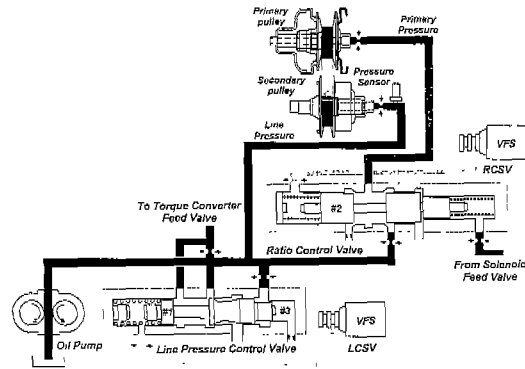 Primary
pulley
Primary
Pressure
Secondary
pulley
Pressure
Sensor
Line
Pressure
VFS
RCSV
To Torque Converter
Feed Valve
#2
Ratio Control Valve
From Solenoid
Feed Valve
#1
#3
Oil Pump
Line Pressure Control Valve
VFS
LCSV